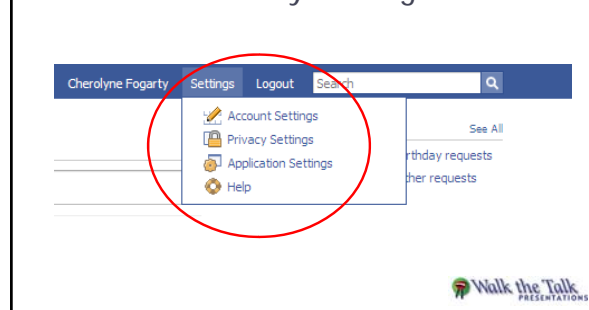 Cherolyne Fogarty Settings Logout Search
Account Settings
See All
Privacy Settings
rthday requests
Application Settings
her requests
Help
Walk the Talk
PRESENTATIONS